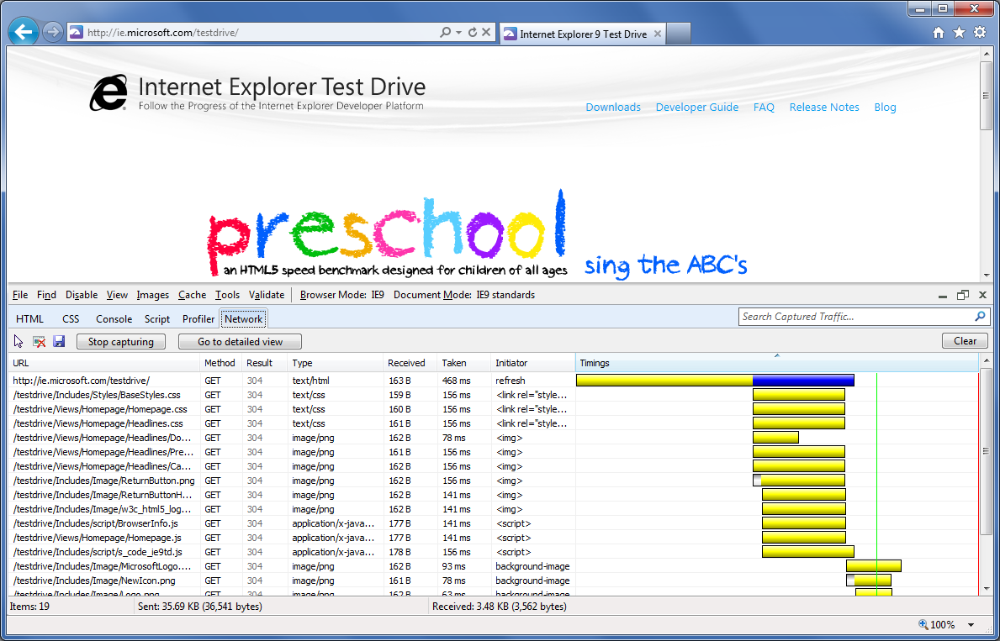 http://ie.microsoft.com/testdrive/
Internet Explorer 9 Test Drive
Internet Explorer Test Drive
Follow the Progress of the Internet Explorer Developer Platform
Downloads Developer Guide FAQ Release Notes Blog
preschool
an HTML5 speed benchmark designed for children of all ages
sing the ABC's
File Find Disable View Images Cache Tools Validate Browser Mode: IE9 Document Mode: IE9 standards
HTML CSS Console Script Profiler Network Search Captured Traffic...
Stop capturing Go to detailed view Clear
URL Method Result Type Received Taken Initiator Timings
http://ie.microsoft.com/testdrive/ GET 304 text/html 163 B 468 ms refresh
/testdrive/Includes/Styles/BaseStyles.css GET 304 text/css 159 B 156 ms <link rel="style...
/testdrive/Views/Homepage/Homepage.css GET 304 text/css 160 B 156 ms <link rel="style...
/testdrive/Views/Homepage/Headlines.css GET 304 text/css 161 B 156 ms <link rel="style...
/testdrive/Views/Homepage/Headlines/Do... GET 304 image/png 162 B 78 ms <img>
/testdrive/Views/Homepage/Headlines/Pre... GET 304 image/png 161 B 156 ms <img>
/testdrive/Views/Homepage/Headlines/Ca... GET 304 image/png 162 B 156 ms <img>
/testdrive/Includes/Image/ReturnButton.png GET 304 image/png 162 B 156 ms <img>
/testdrive/Includes/Image/ReturnButtonH... GET 304 image/png 162 B 141 ms <img>
/testdrive/Includes/Image/w3c_html5_log... GET 304 image/png 162 B 141 ms <img>
/testdrive/Includes/script/BrowserInfo.js GET 304 application/x-java... 177 B 141 ms <script>
/testdrive/Views/Homepage/Homepage.js GET 304 application/x-java... 177 B 141 ms <script>
/testdrive/Includes/script/s_code_ie9td.js GET 304 application/x-java... 178 B 156 ms <script>
/testdrive/Includes/Image/MicrosoftLogo.... GET 304 image/png 162 B 93 ms background-image
/testdrive/Includes/Image/NewIcon.png GET 304 image/png 161 B 78 ms background-image
/testdrive/Includes/Image/Logo.png GET 304 image/png 162 B 63 ms background-image
Items: 19 Sent: 35.69 KB (36,541 bytes) Received: 3.48 KB (3,562 bytes)
100%